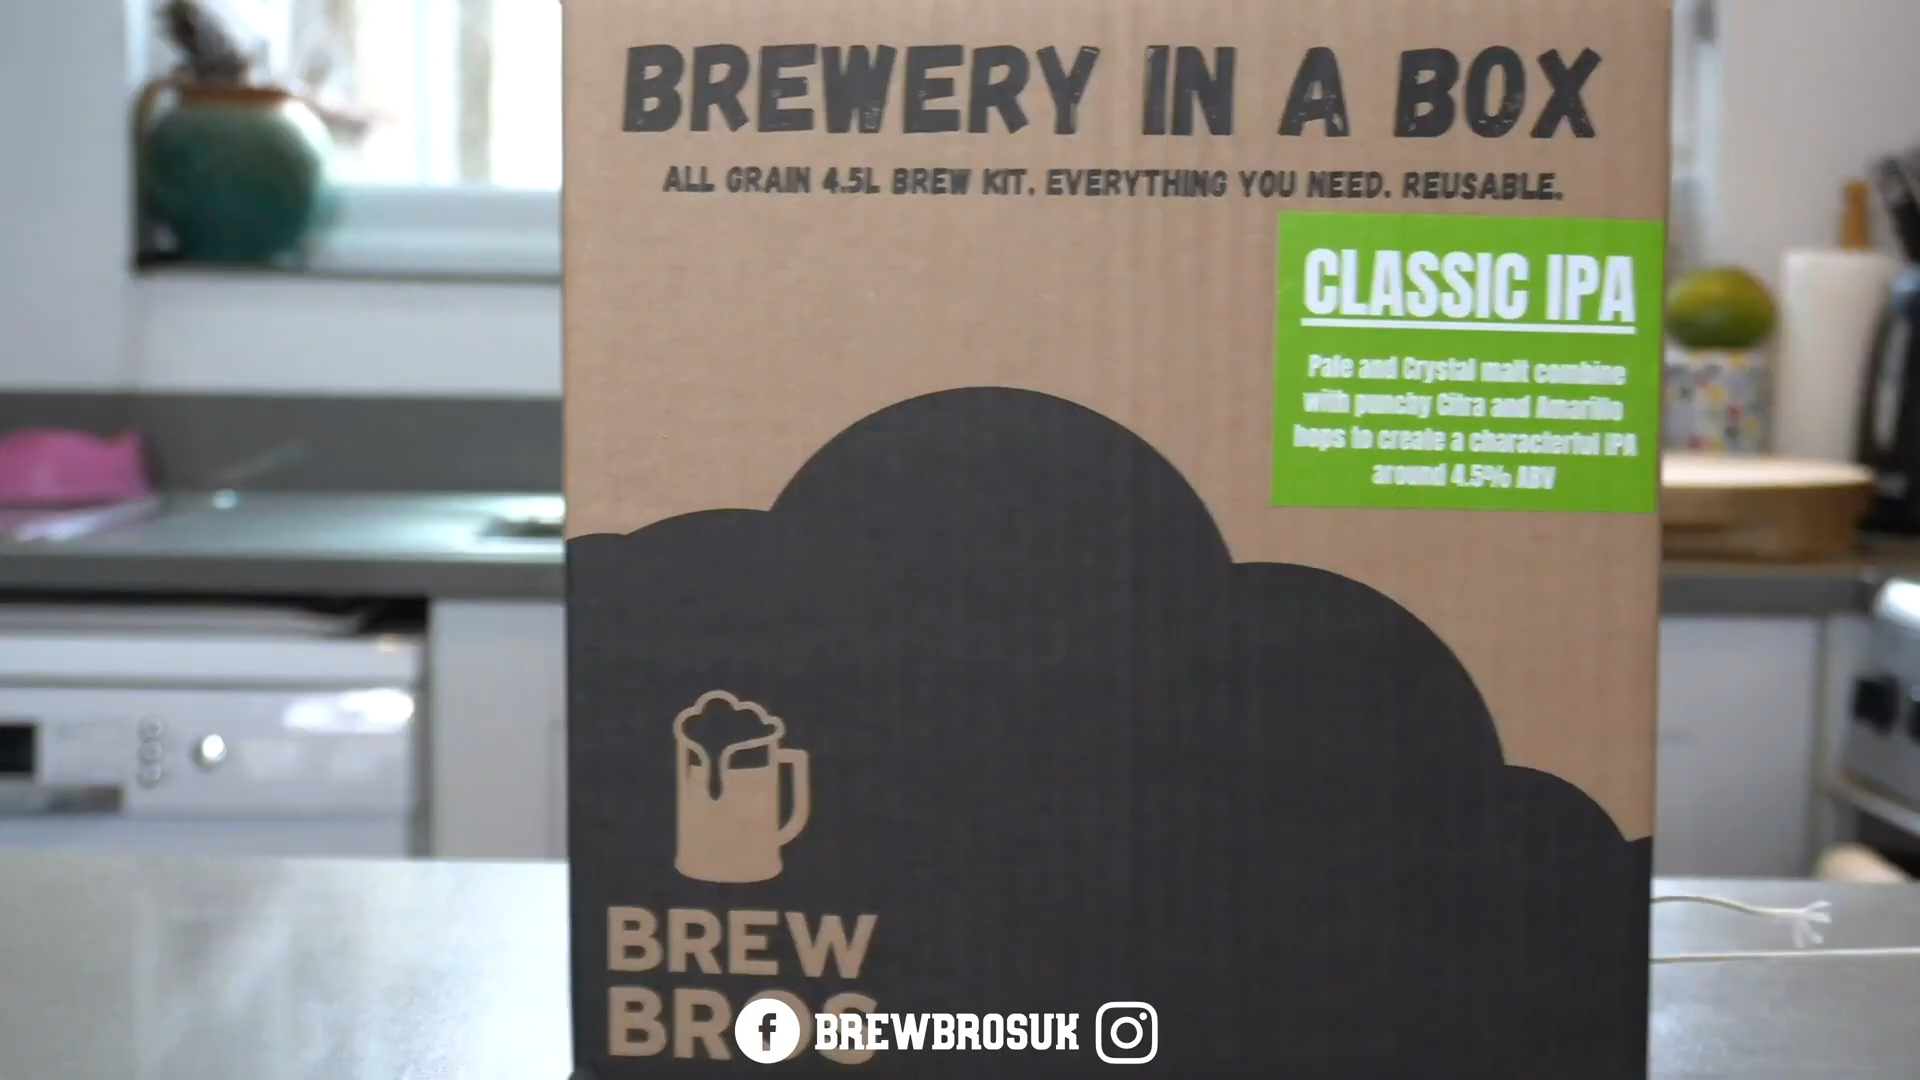 BREWERY IN A BOX
ALL GRAIN 4.5L BREW KIT. EVERYTHING YOU NEED. REUSABLE.
CLASSIC IPA
Pale and Crystal malt combine
with punchy Citra and Amarillo
hops to create a characterful IPA
around 4.5% ABV
BREW
BROS
BREWBROSUK